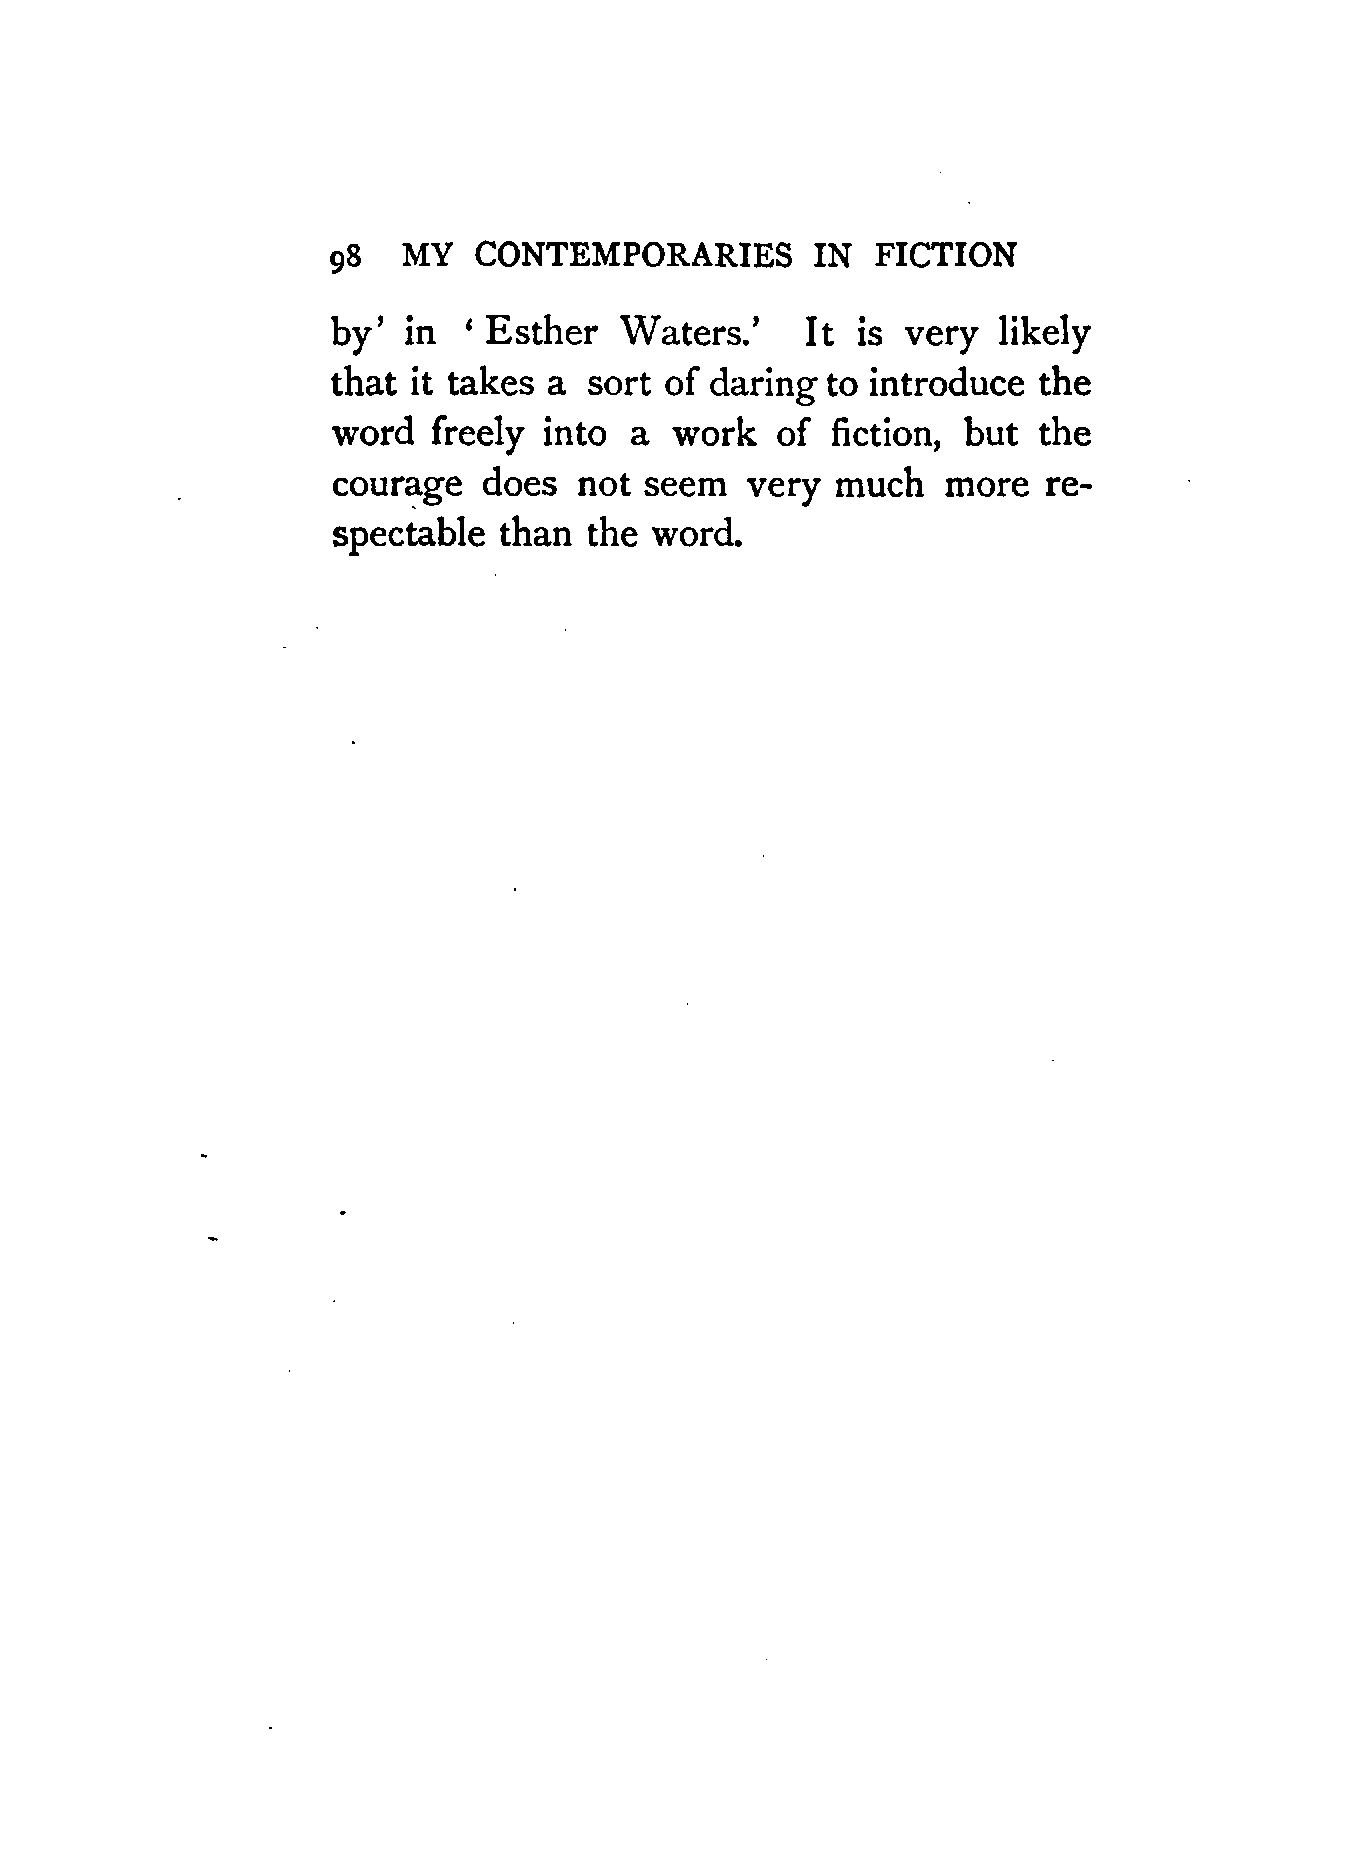 98 MY CONTEMPORARIES IN FICTION
by' in 'Esther Waters.' It is very likely
that it takes a sort of daring to introduce the
word freely into a work of fiction, but the
courage does not seem very much more re-
spectable than the word.